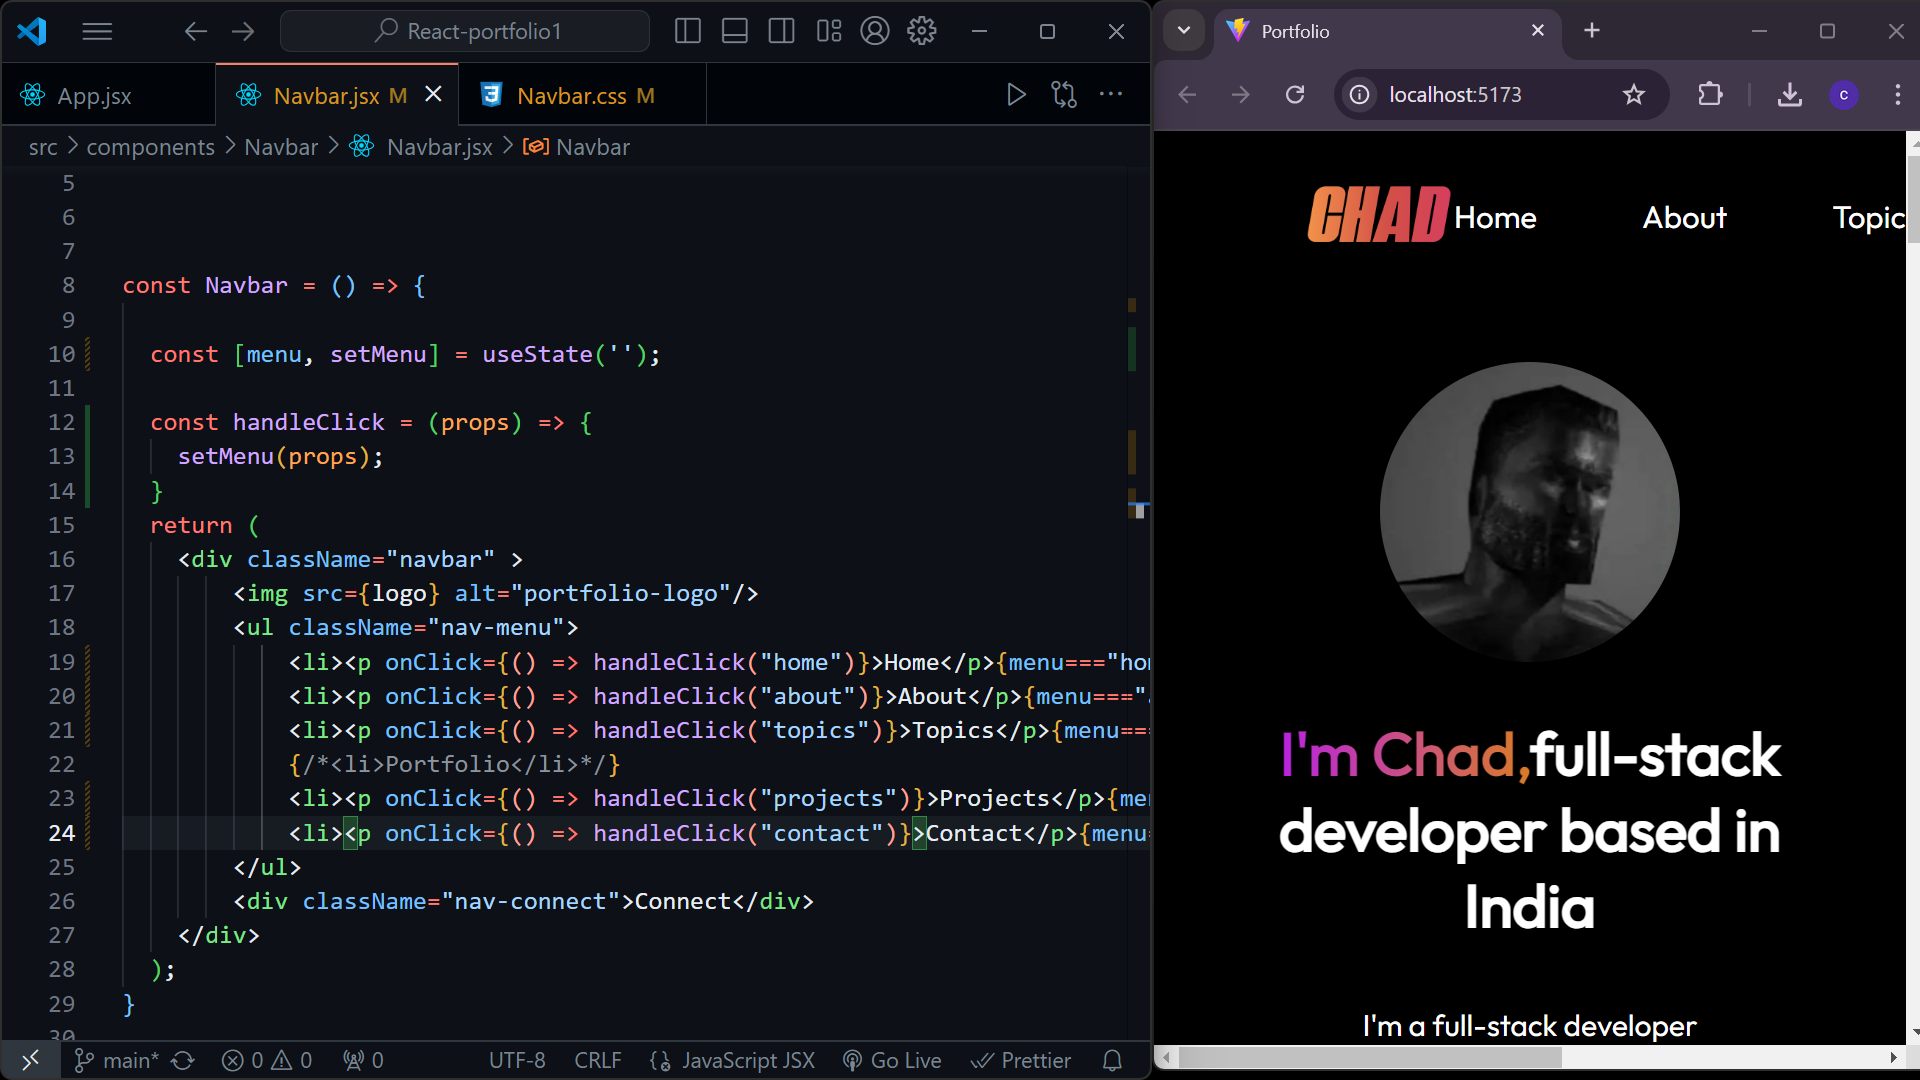 React-portfolio1
App.jsx
Navbar.jsx M
Navbar.css M
src > components > Navbar > Navbar.jsx > Navbar
5
6
7
8 const Navbar = () => {
9
10 const [menu, setMenu] = useState('');
11
12 const handleClick = (props) => {
13 setMenu(props);
14 }
15 return (
16 <div className="navbar" >
17 <img src={logo} alt="portfolio-logo"/>
18 <ul className="nav-menu">
19 <li><p onClick={() => handleClick("home")}>Home</p>{menu==="ho
20 <li><p onClick={() => handleClick("about")}>About</p>{menu==="
21 <li><p onClick={() => handleClick("topics")}>Topics</p>{menu==
22 {/*<li>Portfolio</li>*/}
23 <li><p onClick={() => handleClick("projects")}>Projects</p>{me
24 <li><p onClick={() => handleClick("contact")}>Contact</p>{menu
25 </ul>
26 <div className="nav-connect">Connect</div>
27 </div>
28 );
29 }
30
main* 0 0 0 UTF-8 CRLF JavaScript JSX Go Live Prettier
Portfolio
localhost:5173
c
CHAD Home About Topic
I'm Chad,full-stack
developer based in
India
I'm a full-stack developer